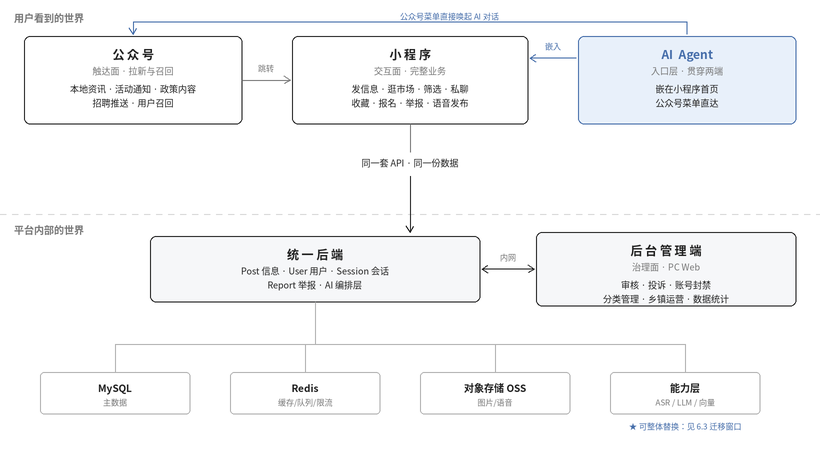 用户看到的世界
公众号菜单直接唤起 AI 对话
公众号
触达面 · 拉新与召回
本地资讯 · 活动通知 · 政策内容
招聘推送 · 用户召回
跳转
小程序
交互面 · 完整业务
发信息 · 逛市场 · 筛选 · 私聊
收藏 · 报名 · 举报 · 语音发布
嵌入
AI Agent
入口层 · 贯穿两端
嵌在小程序首页
公众号菜单直达
同一套 API · 同一份数据
平台内部的世界
统一后端
Post 信息 · User 用户 · Session 会话
Report 举报 · AI 编排层
内网
后台管理端
治理面 · PC Web
审核 · 投诉 · 账号封禁
分类管理 · 乡镇运营 · 数据统计
MySQL
主数据
Redis
缓存/队列/限流
对象存储 OSS
图片/语音
能力层
ASR / LLM / 向量
★ 可整体替换：见 6.3 迁移窗口